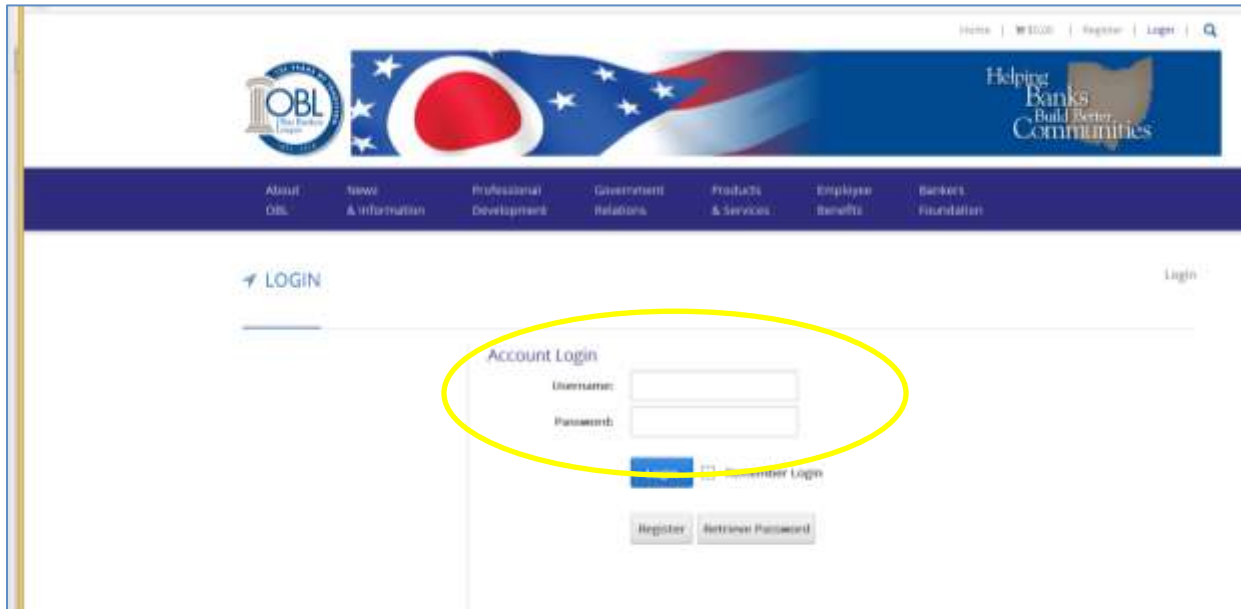 Home | $0.00 | Register | Login |
OBL
Helping
Banks
Build Better
Communities
About
OBL
News
& Information
Professional
Development
Government
Relations
Products
& Services
Employee
Benefits
Bankers
Foundation
LOGIN
Login
Account Login
Username:
Password:
Login
Remember Login
Register
Retrieve Password